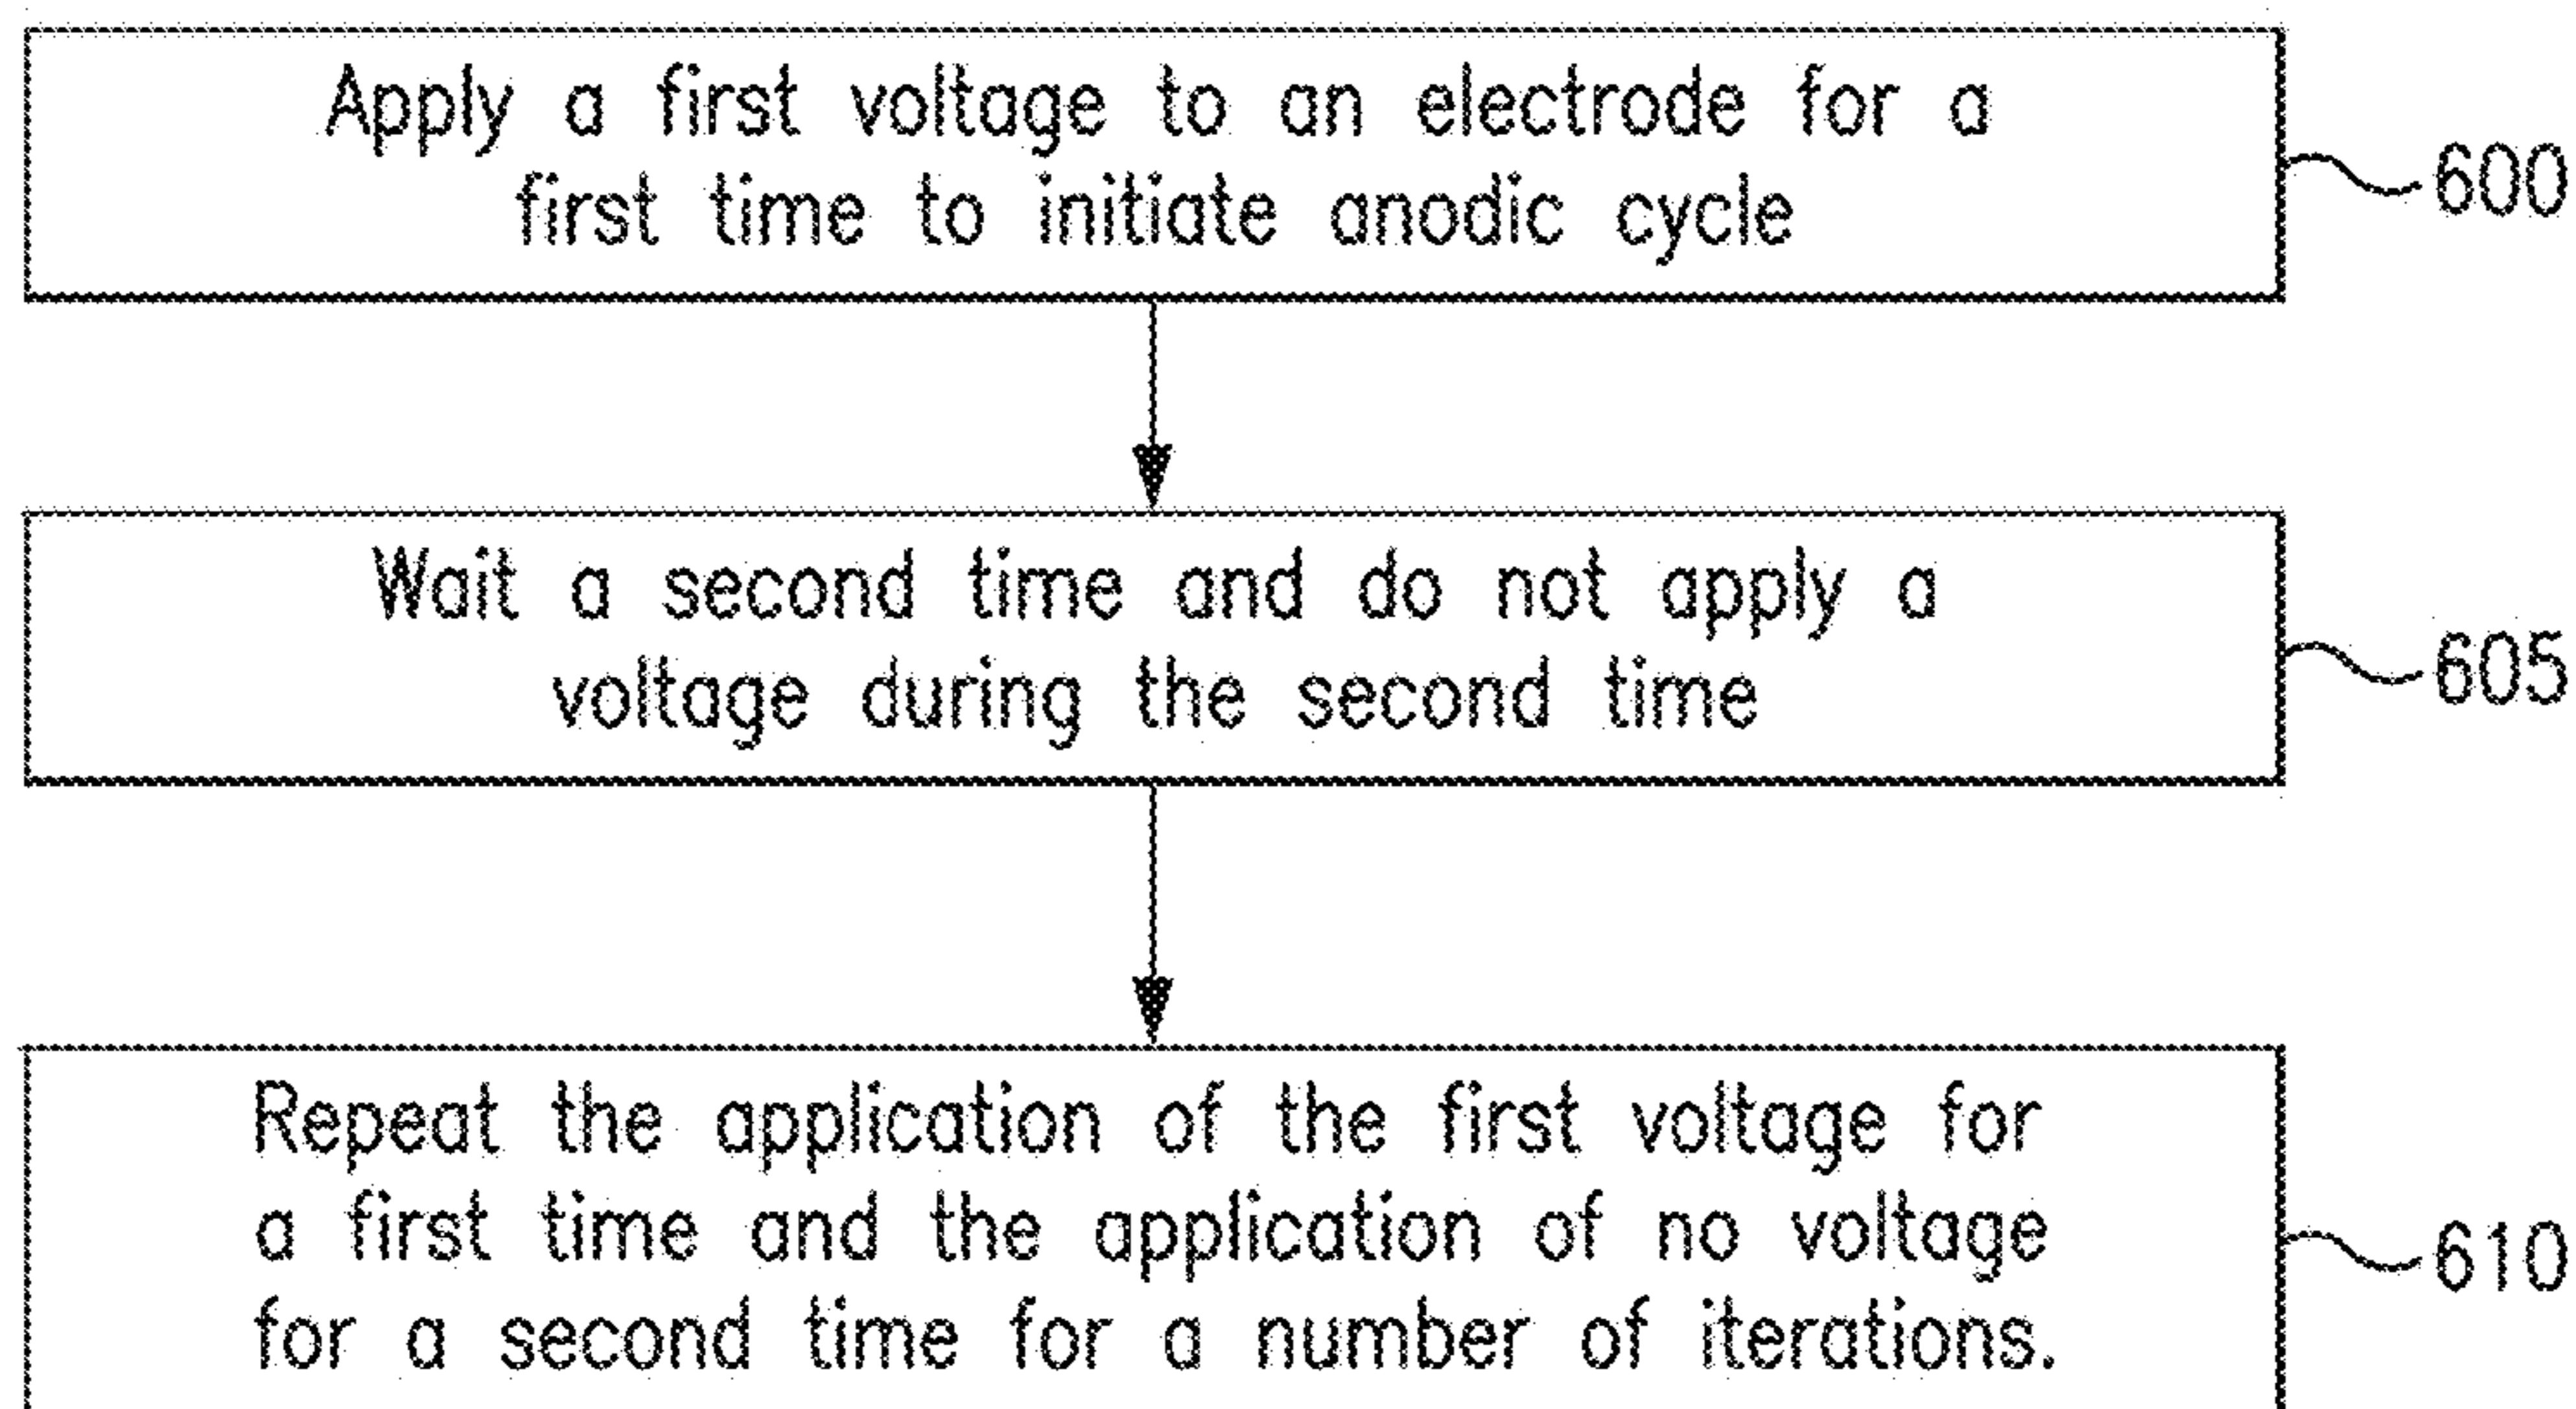 Apply a first voltage to an electrode for a
first time to initiate anodic cycle
600
Wait a second time and do not apply a
voltage during the second time
605
Repeat the application of the first voltage for
a first time and the application of no voltage
for a second time for a number of iterations.
610